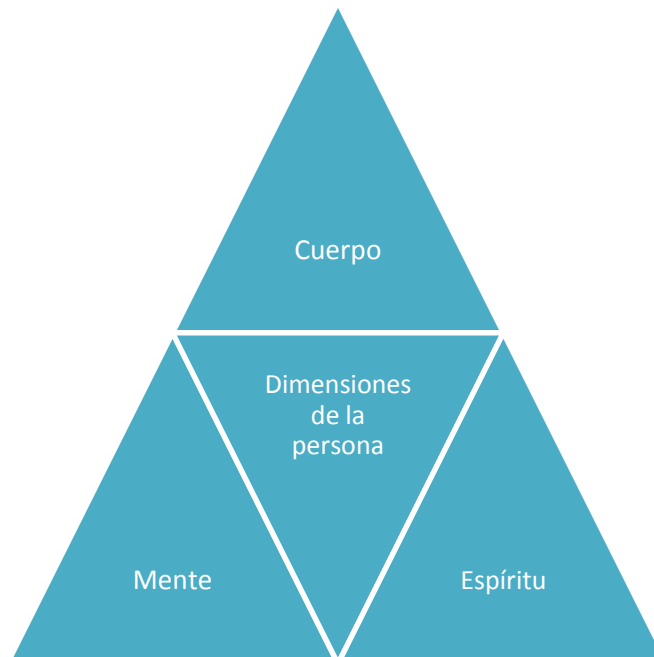 Cuerpo
Dimensiones
de la
persona
Mente
Espíritu